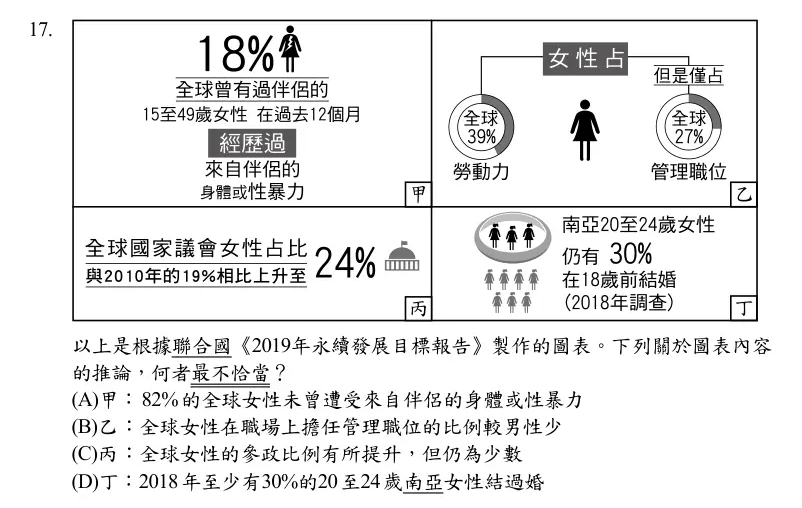 17.
18%
全球曾有過伴侶的
15至49歲女性 在過去12個月
經歷過
來自伴侶的
身體或性暴力
甲
女性占
但是僅占
全球
39%
勞動力
全球
27%
管理職位
乙
全球國家議會女性占比
與2010年的19%相比上升至
24%
丙
南亞20至24歲女性
仍有 30%
在18歲前結婚
(2018年調查)
丁
以上是根據聯合國《2019年永續發展目標報告》製作的圖表。下列關於圖表內容
的推論，何者最不恰當？
(A)甲：82%的全球女性未曾遭受來自伴侶的身體或性暴力
(B)乙：全球女性在職場上擔任管理職位的比例較男性少
(C)丙：全球女性的參政比例有所提升，但仍為少數
(D)丁：2018年至少有30%的20至24歲南亞女性結過婚